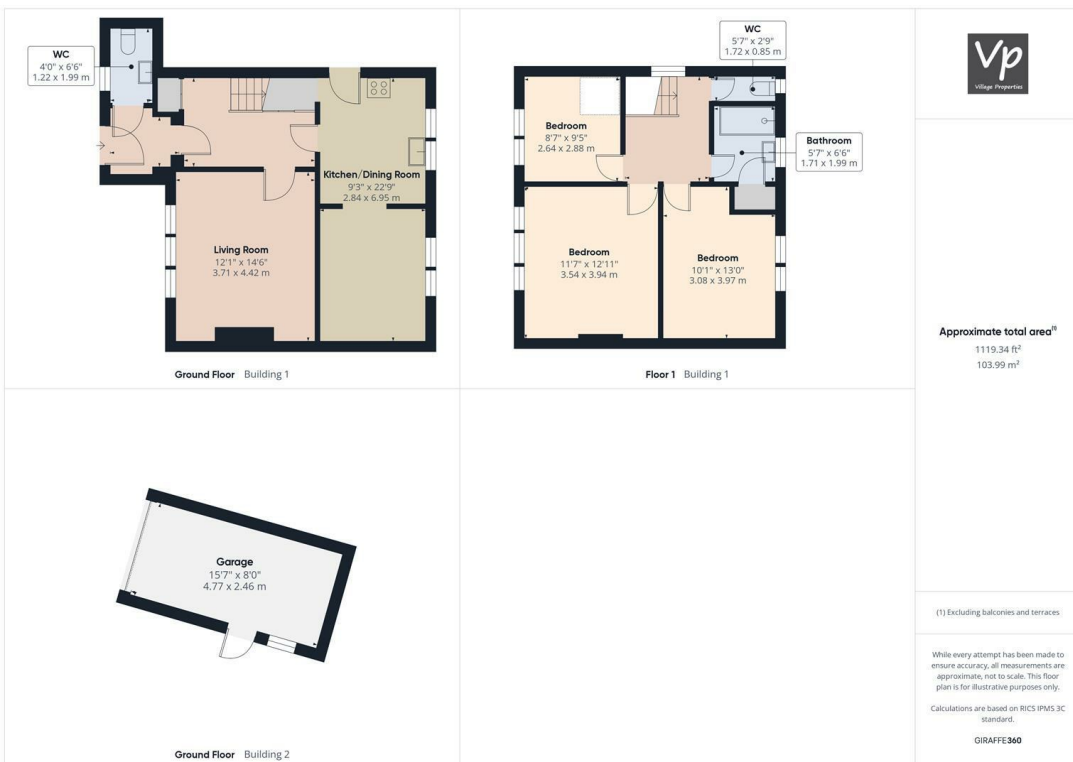 WC
4'0" x 6'6"
1.22 x 1.99 m
Kitchen/Dining Room
9'3" x 22'9"
2.84 x 6.95 m
Living Room
12'1" x 14'6"
3.71 x 4.42 m
Ground Floor Building 1
WC
5'7" x 2'9"
1.72 x 0.85 m
Bedroom
8'7" x 9'5"
2.64 x 2.88 m
Bathroom
5'7" x 6'6"
1.71 x 1.99 m
Bedroom
11'7" x 12'11"
3.54 x 3.94 m
Bedroom
10'1" x 13'0"
3.08 x 3.97 m
Floor 1 Building 1
Garage
15'7" x 8'0"
4.77 x 2.46 m
Ground Floor Building 2
Vp
Village Properties
Approximate total area(1)
1119.34 ft²
103.99 m²
(1) Excluding balconies and terraces
While every attempt has been made to
ensure accuracy, all measurements are
approximate, not to scale. This floor
plan is for illustrative purposes only.
Calculations are based on RICS IPMS 3C
standard.
GIRAFFE360